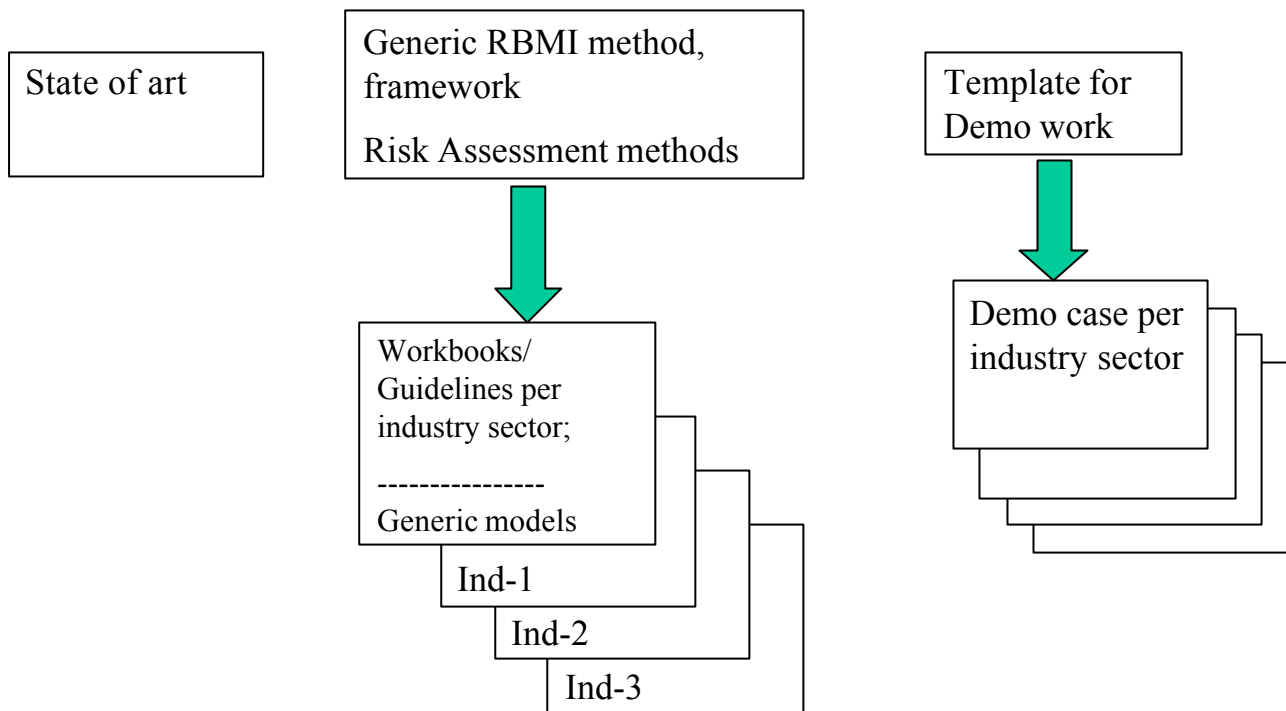 State of art
Generic RBMI method,
framework
Risk Assessment methods
Template for
Demo work
Workbooks/
Guidelines per
industry sector;
----------------
Generic models
Ind-1
Ind-2
Ind-3
Demo case per
industry sector